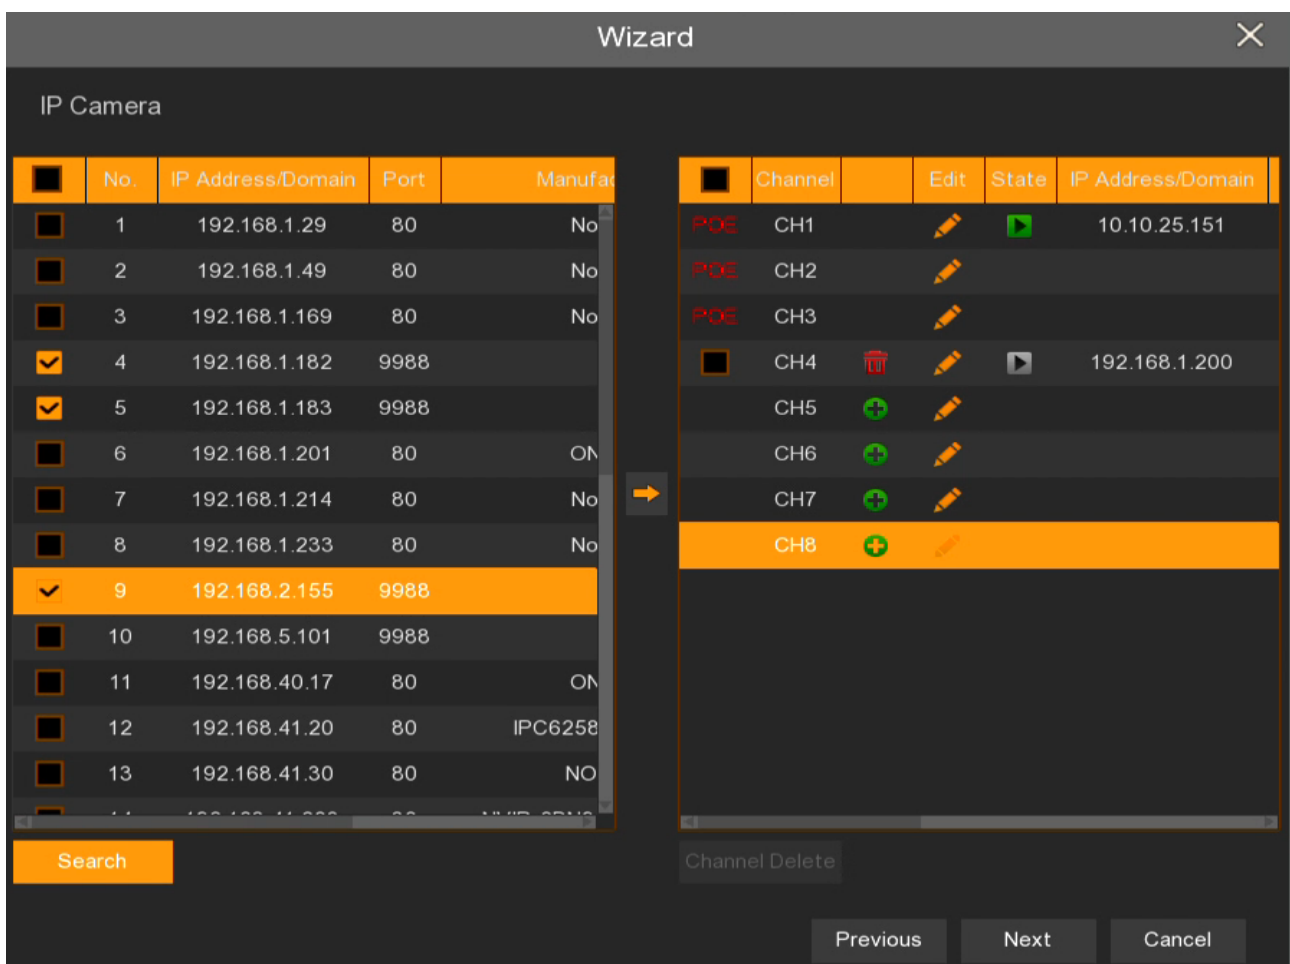 Wizard
IP Camera
No. IP Address/Domain Port Manufac
1 192.168.1.29 80 No
2 192.168.1.49 80 No
3 192.168.1.169 80 No
4 192.168.1.182 9988
5 192.168.1.183 9988
6 192.168.1.201 80 ON
7 192.168.1.214 80 No
8 192.168.1.233 80 No
9 192.168.2.155 9988
10 192.168.5.101 9988
11 192.168.40.17 80 ON
12 192.168.41.20 80 IPC6258
13 192.168.41.30 80 NO
Search
Channel Edit State IP Address/Domain
POE CH1 10.10.25.151
POE CH2
POE CH3
CH4 192.168.1.200
CH5
CH6
CH7
CH8
Channel Delete
Previous Next Cancel